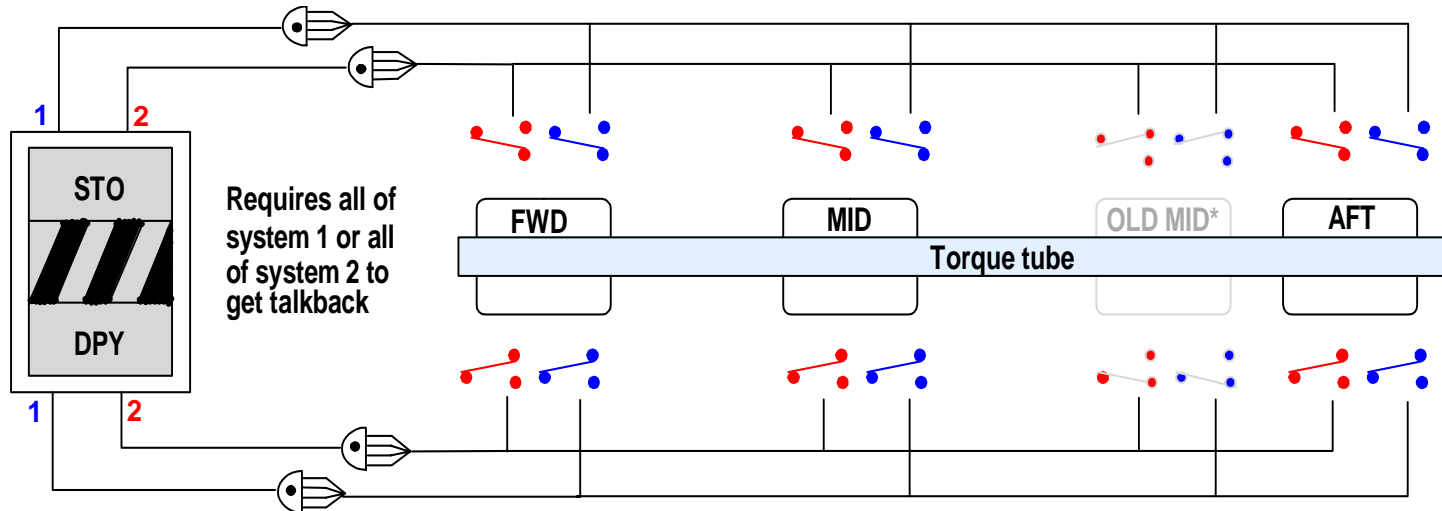 1
2
STO
DPY
1
2
Requires all of
system 1 or all
of system 2 to
get talkback
FWD
MID
OLD MID*
AFT
Torque tube